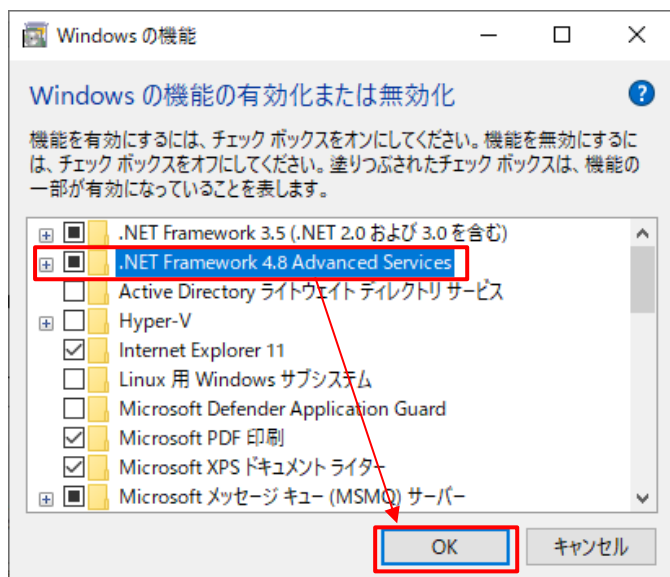 Windows の機能
Windows の機能の有効化または無効化
機能を有効にするには、チェック ボックスをオンにしてください。機能を無効にするに
は、チェック ボックスをオフにしてください。塗りつぶされたチェック ボックスは、機能の
一部が有効になっていることを表します。
.NET Framework 3.5 (.NET 2.0 および 3.0 を含む)
.NET Framework 4.8 Advanced Services
Active Directory ライトウェイト ディレクトリ サービス
Hyper-V
Internet Explorer 11
Linux 用 Windows サブシステム
Microsoft Defender Application Guard
Microsoft PDF 印刷
Microsoft XPS ドキュメント ライター
Microsoft メッセージ キュー (MSMQ) サーバー
OK
キャンセル